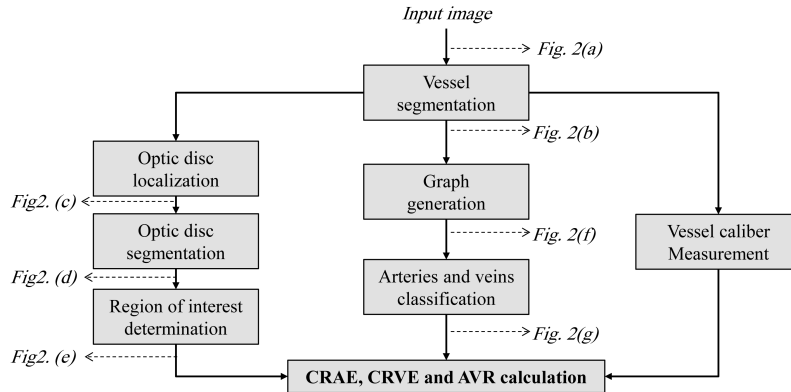 Input image
Fig. 2(a)
Vessel
segmentation
Fig. 2(b)
Optic disc
localization
Graph
generation
Fig2. (c)
Optic disc
segmentation
Fig. 2(f)
Vessel caliber
Measurement
Fig2. (d)
Region of interest
determination
Arteries and veins
classification
Fig. 2(g)
Fig2. (e)
CRAE, CRVE and AVR calculation